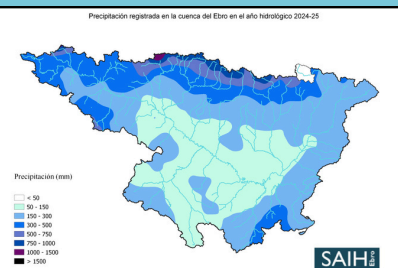 Precipitación registrada en la cuenca del Ebro en el año hidrológico 2024-25
Precipitación (mm)
< 50
50 - 150
150 - 300
300 - 500
500 - 750
750 - 1000
1000 - 1500
> 1500
SAIH Ebro